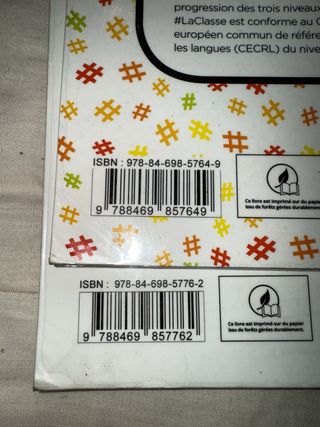 progression des trois niveaux
#LaClasse est conforme au
européen commun de référe
les langues (CECRL) du nive
ISBN : 978-84-698-5764-9
9 788469 857649
Ce livre est imprimé sur du papier
issu de forêts gérées durablement.
ISBN : 978-84-698-5776-2
9 788469 857762
Ce livre est imprimé sur du papier
issu de forêts gérées durablement.